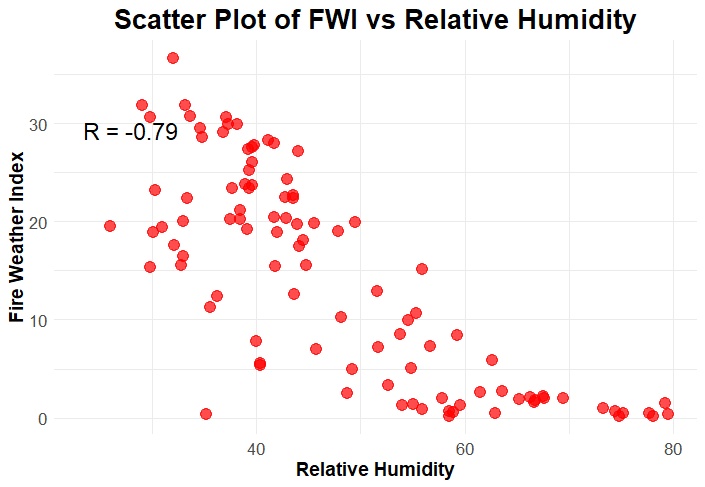 Scatter Plot of FWI vs Relative Humidity
Fire Weather Index
30
20
10
0
R = -0.79
40
60
80
Relative Humidity